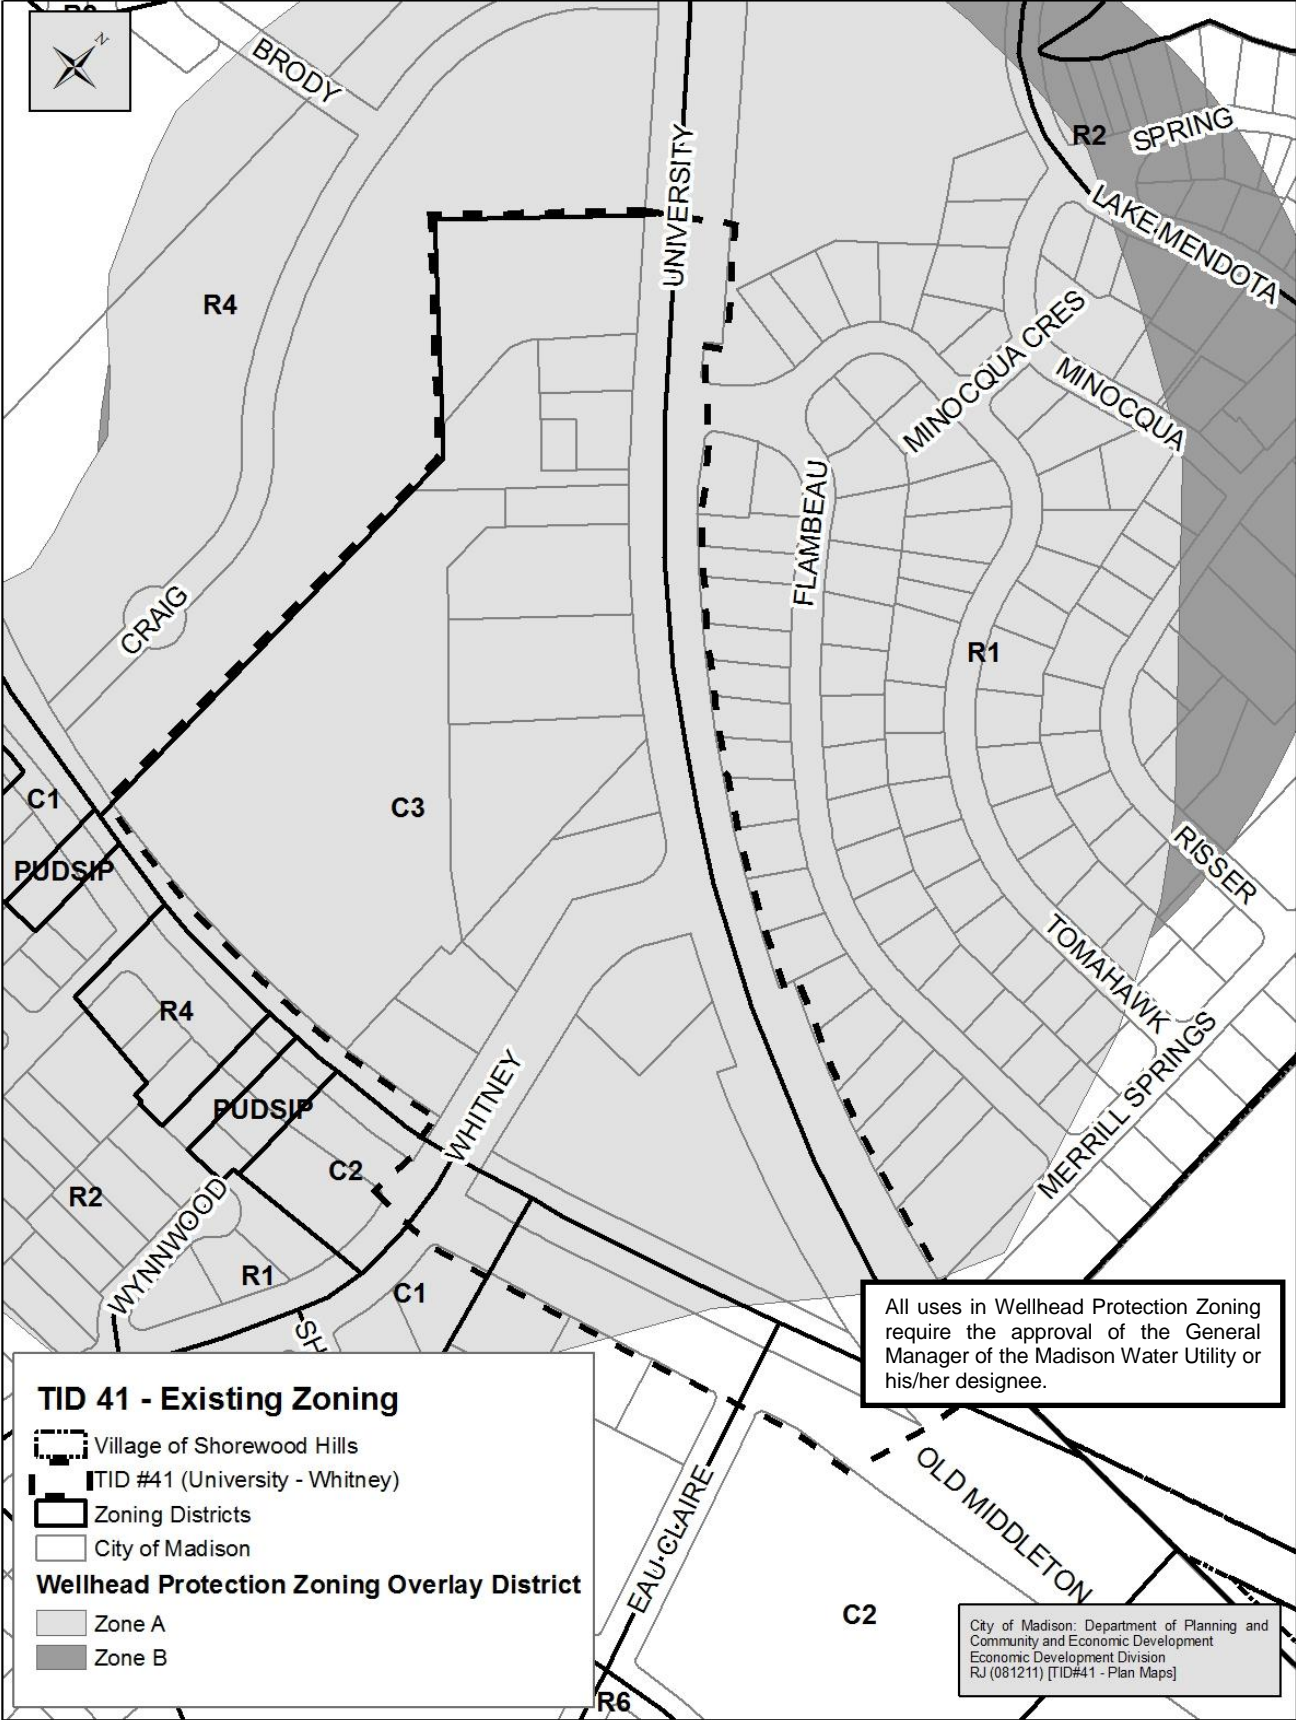 R2
N
BRODY
UNIVERSITY
R2
SPRING
LAKE MENDOTA
R4
MINOCQUA CRES
MINOCQUA
FLAMBEAU
CRAIG
R1
C1
C3
PUDSIP
RISSER
TOMAHAWK
R4
MERRILL SPRINGS
PUDSIP
WHITNEY
C2
R2
WYNNWOOD
R1
C1
SH
All uses in Wellhead Protection Zoning
require the approval of the General
Manager of the Madison Water Utility or
his/her designee.
TID 41 - Existing Zoning
Village of Shorewood Hills
TID #41 (University - Whitney)
Zoning Districts
City of Madison
Wellhead Protection Zoning Overlay District
Zone A
Zone B
EAU CLAIRE
OLD MIDDLETON
C2
R6
City of Madison: Department of Planning and
Community and Economic Development
Economic Development Division
RJ (081211) [TID#41 - Plan Maps]